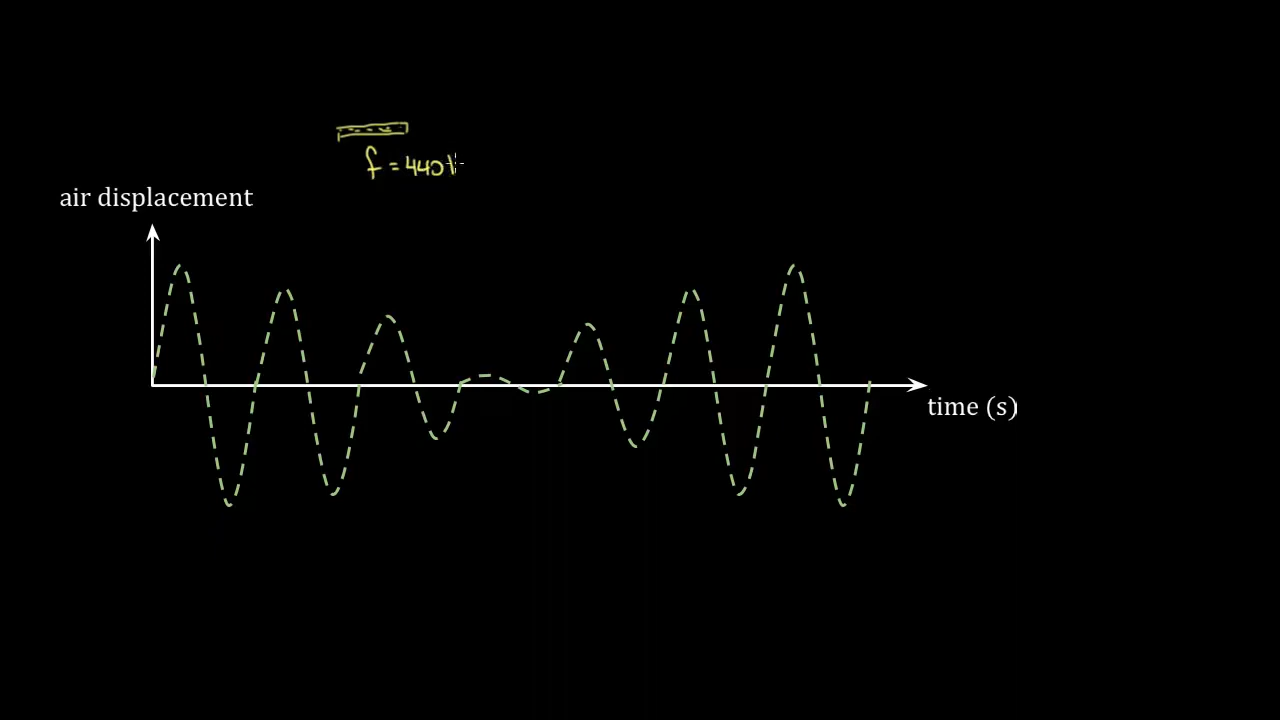 f = 440
air displacement
time (s)